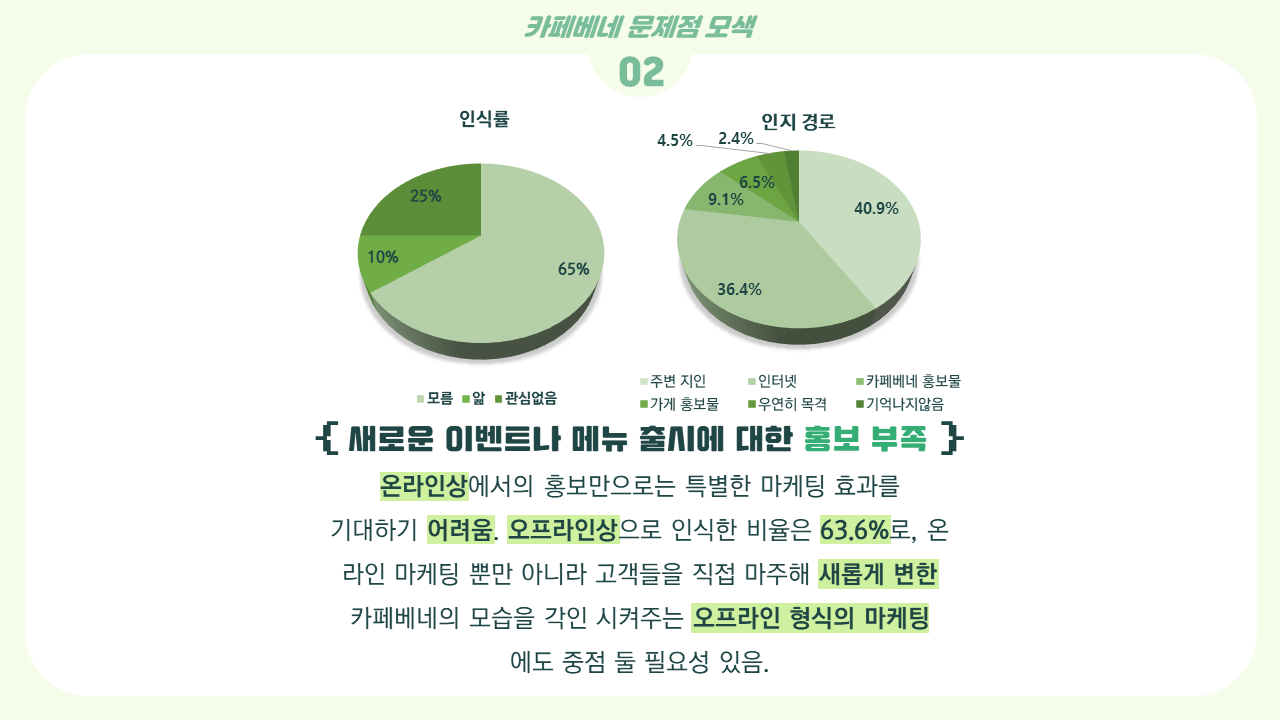 카페베네 문제점 모색
02
인식률
25%
10%
65%
모름 앎 관심없음
인지 경로
4.5% 2.4%
6.5%
9.1%
40.9%
36.4%
주변 지인 인터넷 카페베네 홍보물
가게 홍보물 우연히 목격 기억나지않음
{ 새로운 이벤트나 메뉴 출시에 대한 홍보 부족 }
온라인상에서의 홍보만으로는 특별한 마케팅 효과를
기대하기 어려움. 오프라인상으로 인식한 비율은 63.6%로, 온
라인 마케팅 뿐만 아니라 고객들을 직접 마주해 새롭게 변한
카페베네의 모습을 각인 시켜주는 오프라인 형식의 마케팅
에도 중점 둘 필요성 있음.